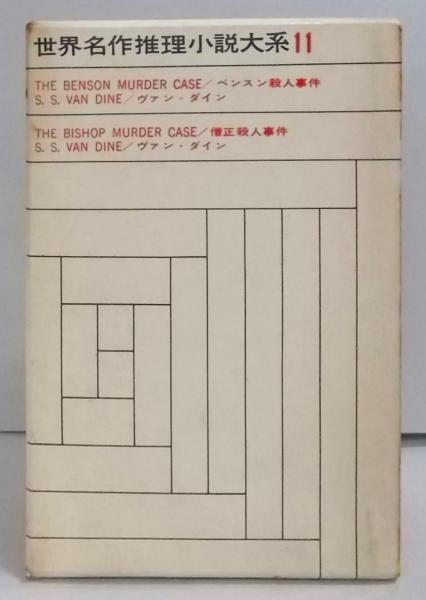 世界名作推理小説大系11
THE BENSON MURDER CASE/ベンスン殺人事件
S. S. VAN DINE/ヴァン・ダイン
THE BISHOP MURDER CASE/僧正殺人事件
S. S. VAN DINE/ヴァン・ダイン